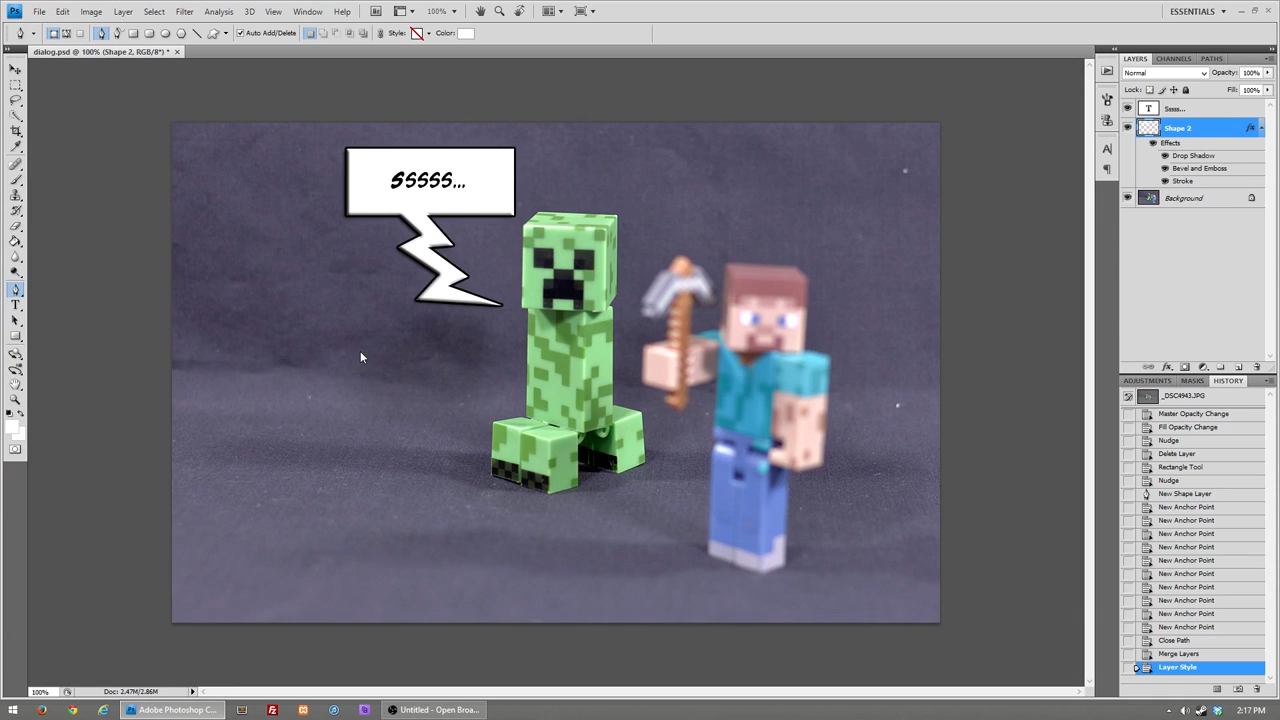 Ps File Edit Image Layer Select Filter Analysis 3D View Window Help 100% ESSENTIALS
Auto Add/Delete Style: Color:
dialog.psd @ 100% (Shape 2, RGB/8*) *
LAYERS CHANNELS PATHS
Normal Opacity: 100%
Lock: Fill: 100%
T Sssss...
Shape 2 fx
Effects
Drop Shadow
Bevel and Emboss
Stroke
Background
SSSSS...
ADJUSTMENTS MASKS HISTORY
_DSC4943.JPG
Master Opacity Change
Fill Opacity Change
Nudge
Delete Layer
Rectangle Tool
Nudge
New Shape Layer
New Anchor Point
New Anchor Point
New Anchor Point
New Anchor Point
New Anchor Point
New Anchor Point
New Anchor Point
New Anchor Point
New Anchor Point
New Anchor Point
Close Path
Merge Layers
Layer Style
100% Doc: 2.47M/2.86M
Adobe Photoshop C... Untitled - Open Broa... 2:17 PM